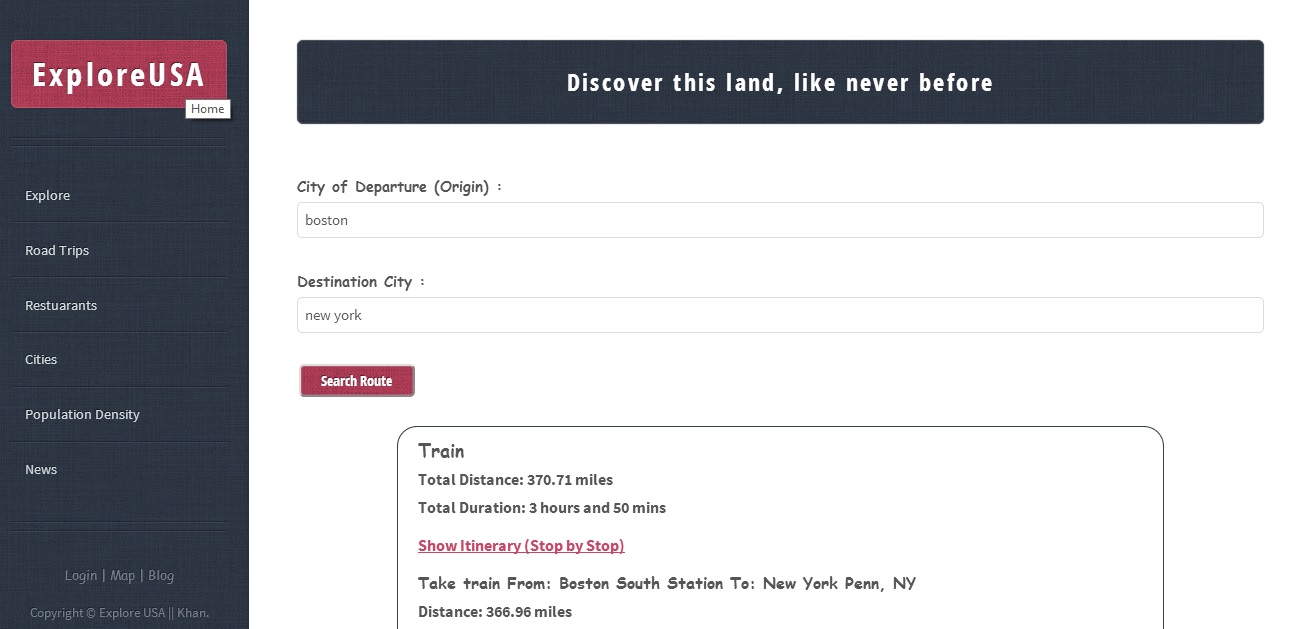 ExploreUSA
Home
Explore
Road Trips
Restuarants
Cities
Population Density
News
Login | Map | Blog
Copyright © Explore USA || Khan.
Discover this land, like never before
City of Departure (Origin) :
boston
Destination City :
new york
Search Route
Train
Total Distance: 370.71 miles
Total Duration: 3 hours and 50 mins
Show Itinerary (Stop by Stop)
Take train From: Boston South Station To: New York Penn, NY
Distance: 366.96 miles